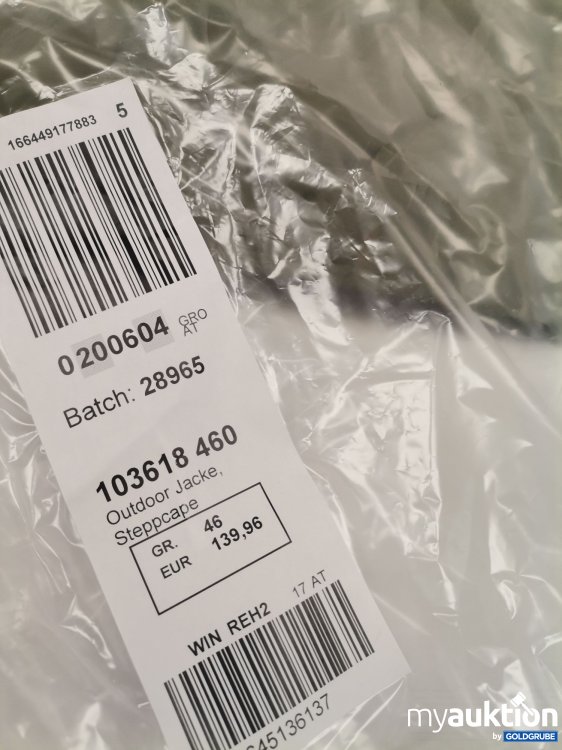 166449177883 5
0200604 GRO
AT
Batch: 28965
103618 460
Outdoor Jacke,
Steppcape
GR. 46
EUR 139,96
WIN REH2 17 AT
645136137
myauktion
by GOLDGRUBE